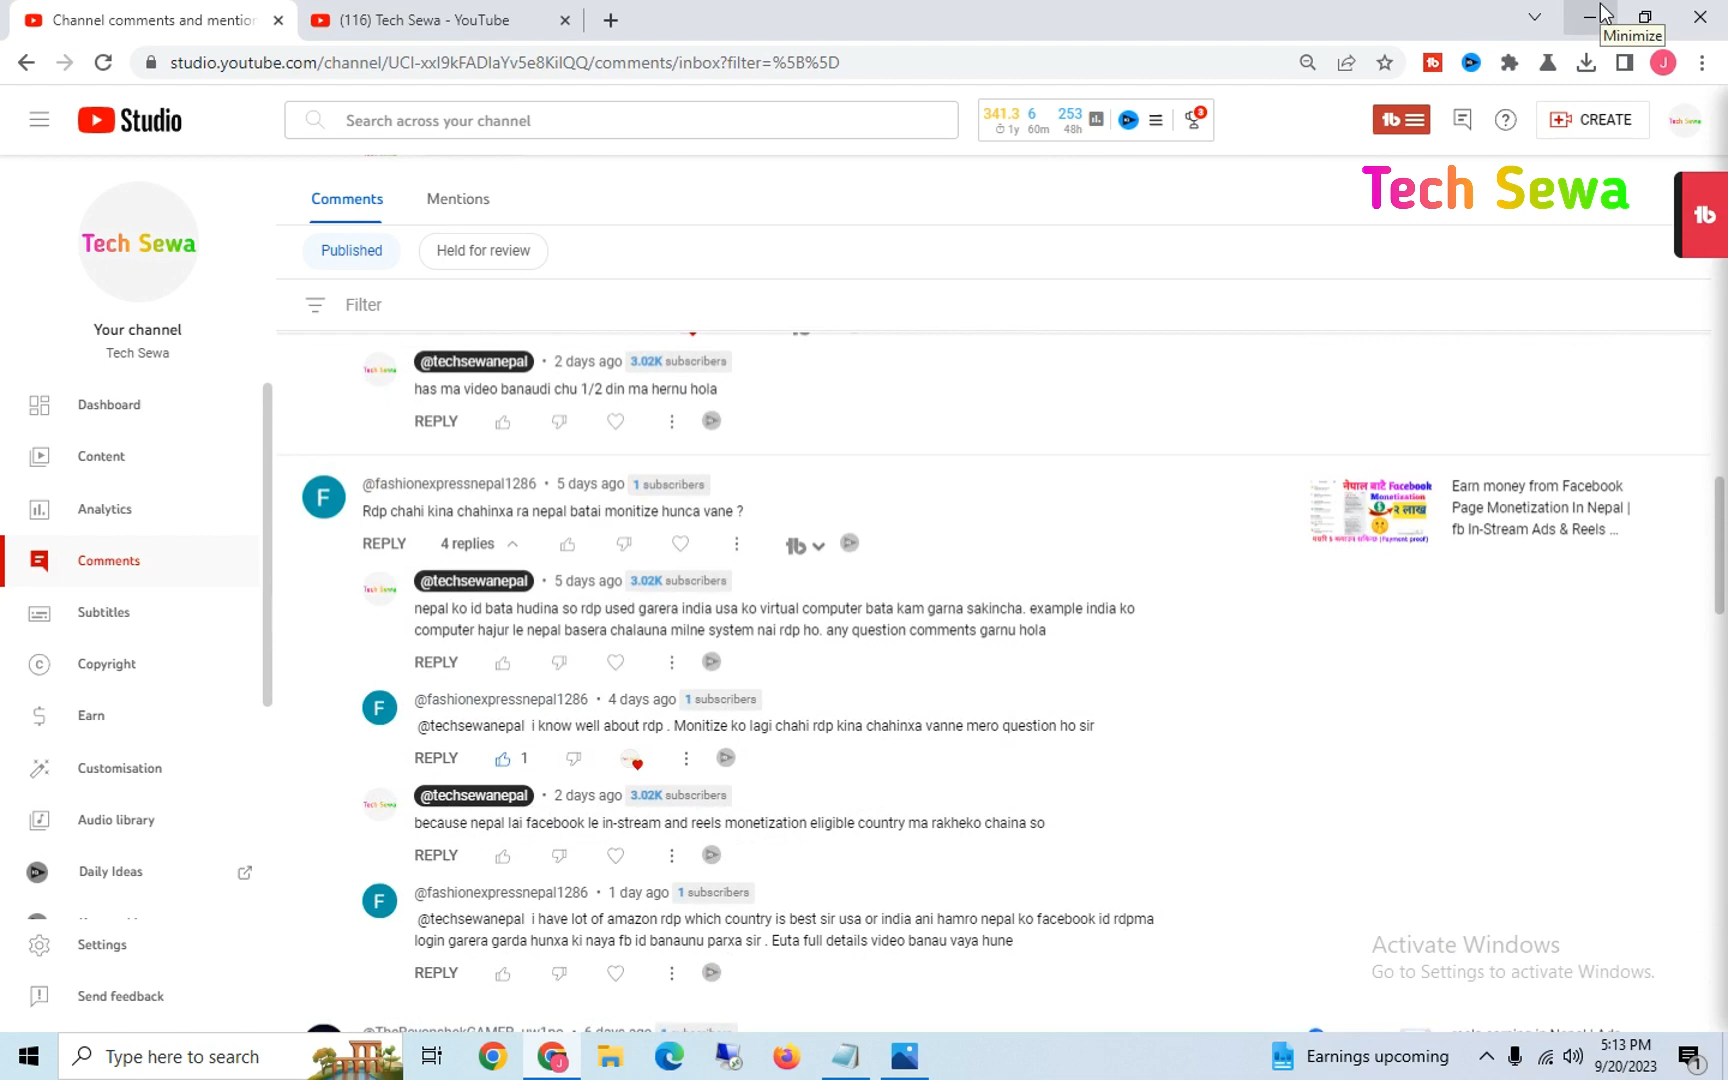 Channel comments and mentio
(116) Tech Sewa - YouTube
Minimize
studio.youtube.com/channel/UCI-xxI9kFADIaYv5e8KilQQ/comments/inbox?filter=%5B%5D
J
Studio
Search across your channel
341.3 6 253
1y 60m 48h
3
CREATE
Tech Sewa
Tech Sewa
Tech Sewa
Your channel
Tech Sewa
Comments Mentions
Published Held for review
Filter
Dashboard
Content
Analytics
Comments
Subtitles
Copyright
Earn
Customisation
Audio library
Daily Ideas
Settings
Send feedback
@techsewanepal • 2 days ago 3.02K subscribers
has ma video banaudi chu 1/2 din ma hernu hola
REPLY
F
@fashionexpressnepal1286 • 5 days ago 1 subscribers
Rdp chahi kina chahinxa ra nepal batai monitize hunca vane ?
REPLY 4 replies
नेपाल बाटै Facebook
Monetization
२ लाख
Earn money from Facebook
Page Monetization In Nepal |
fb In-Stream Ads & Reels ...
@techsewanepal • 5 days ago 3.02K subscribers
nepal ko id bata hudina so rdp used garera india usa ko virtual computer bata kam garna sakincha. example india ko
computer hajur le nepal basera chalauna milne system nai rdp ho. any question comments garnu hola
REPLY
F
@fashionexpressnepal1286 • 4 days ago 1 subscribers
@techsewanepal i know well about rdp . Monitize ko lagi chahi rdp kina chahinxa vanne mero question ho sir
REPLY 1
Tech Sewa
@techsewanepal • 2 days ago 3.02K subscribers
because nepal lai facebook le in-stream and reels monetization eligible country ma rakheko chaina so
REPLY
F
@fashionexpressnepal1286 • 1 day ago 1 subscribers
@techsewanepal i have lot of amazon rdp which country is best sir usa or india ani hamro nepal ko facebook id rdpma
login garera garda hunxa ki naya fb id banaunu parxa sir . Euta full details video banau vaya hune
REPLY
Activate Windows
Go to Settings to activate Windows.
6 days ago
Type here to search
Earnings upcoming
5:13 PM
9/20/2023
1